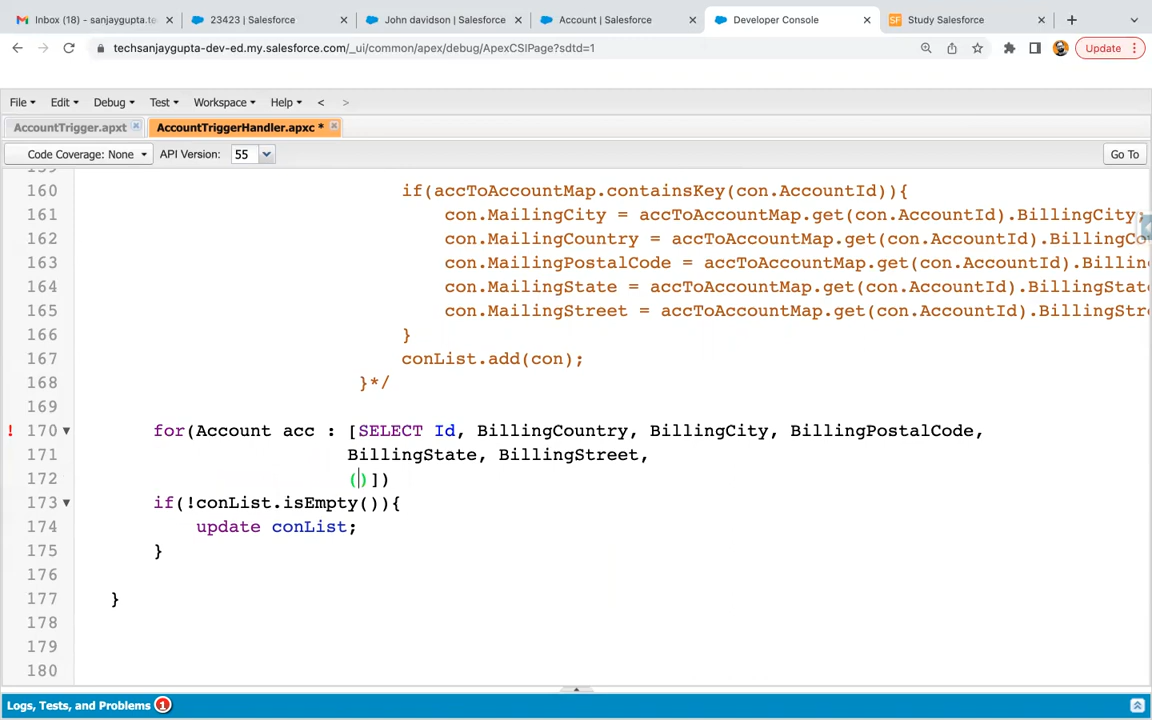 Inbox (18) - sanjaygupta.te
23423 | Salesforce
John davidson | Salesforce
Account | Salesforce
Developer Console
SF Study Salesforce
techsanjaygupta-dev-ed.my.salesforce.com/_ui/common/apex/debug/ApexCSIPage?sdtd=1
Update
File Edit Debug Test Workspace Help < >
AccountTrigger.apxt AccountTriggerHandler.apxc *
Code Coverage: None API Version: 55 Go To
160 if(accToAccountMap.containsKey(con.AccountId)){
161 con.MailingCity = accToAccountMap.get(con.AccountId).BillingCity;
162 con.MailingCountry = accToAccountMap.get(con.AccountId).BillingCo
163 con.MailingPostalCode = accToAccountMap.get(con.AccountId).Billin
164 con.MailingState = accToAccountMap.get(con.AccountId).BillingStat
165 con.MailingStreet = accToAccountMap.get(con.AccountId).BillingStr
166 }
167 conList.add(con);
168 }*/
169
! 170 for(Account acc : [SELECT Id, BillingCountry, BillingCity, BillingPostalCode,
171 BillingState, BillingStreet,
172 ()])
173 if(!conList.isEmpty()){
174 update conList;
175 }
176
177 }
178
179
180
Logs, Tests, and Problems 1